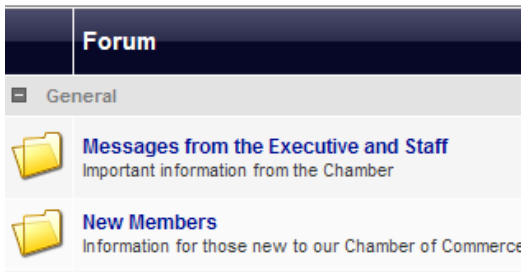 Forum
General
Messages from the Executive and Staff
Important information from the Chamber
New Members
Information for those new to our Chamber of Commerce